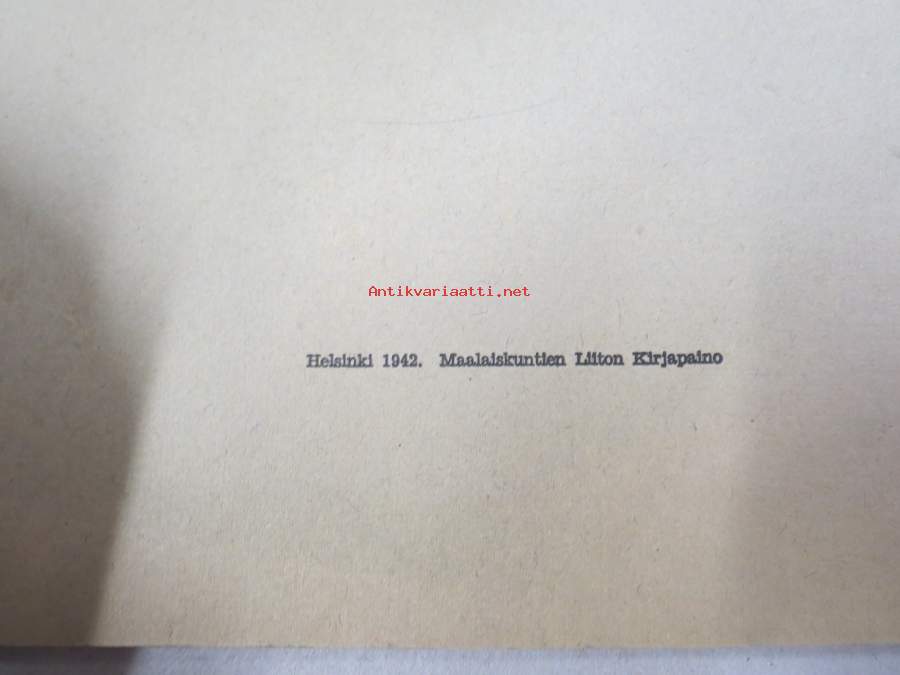 Antikvariaatti.net
Helsinki 1942. Maalaiskuntien Liiton Kirjapaino